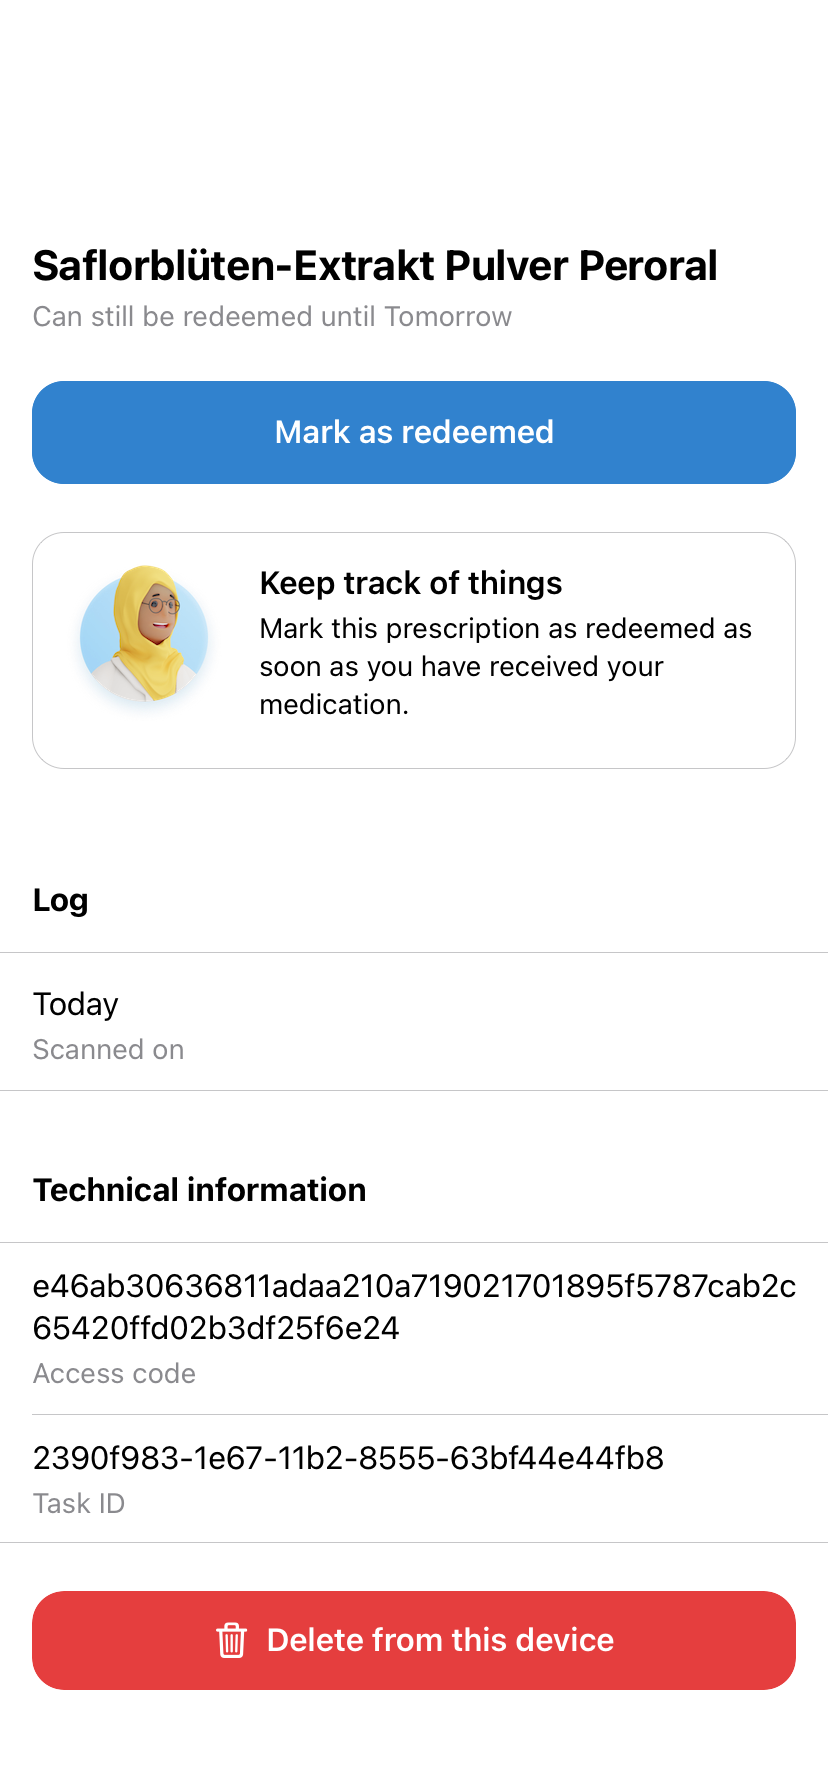 Saflorblüten-Extrakt Pulver Peroral
Can still be redeemed until Tomorrow
Mark as redeemed
Keep track of things
Mark this prescription as redeemed as
soon as you have received your
medication.
Log
Today
Scanned on
Technical information
e46ab30636811adaa210a719021701895f5787cab2c
65420ffd02b3df25f6e24
Access code
2390f983-1e67-11b2-8555-63bf44e44fb8
Task ID
Delete from this device